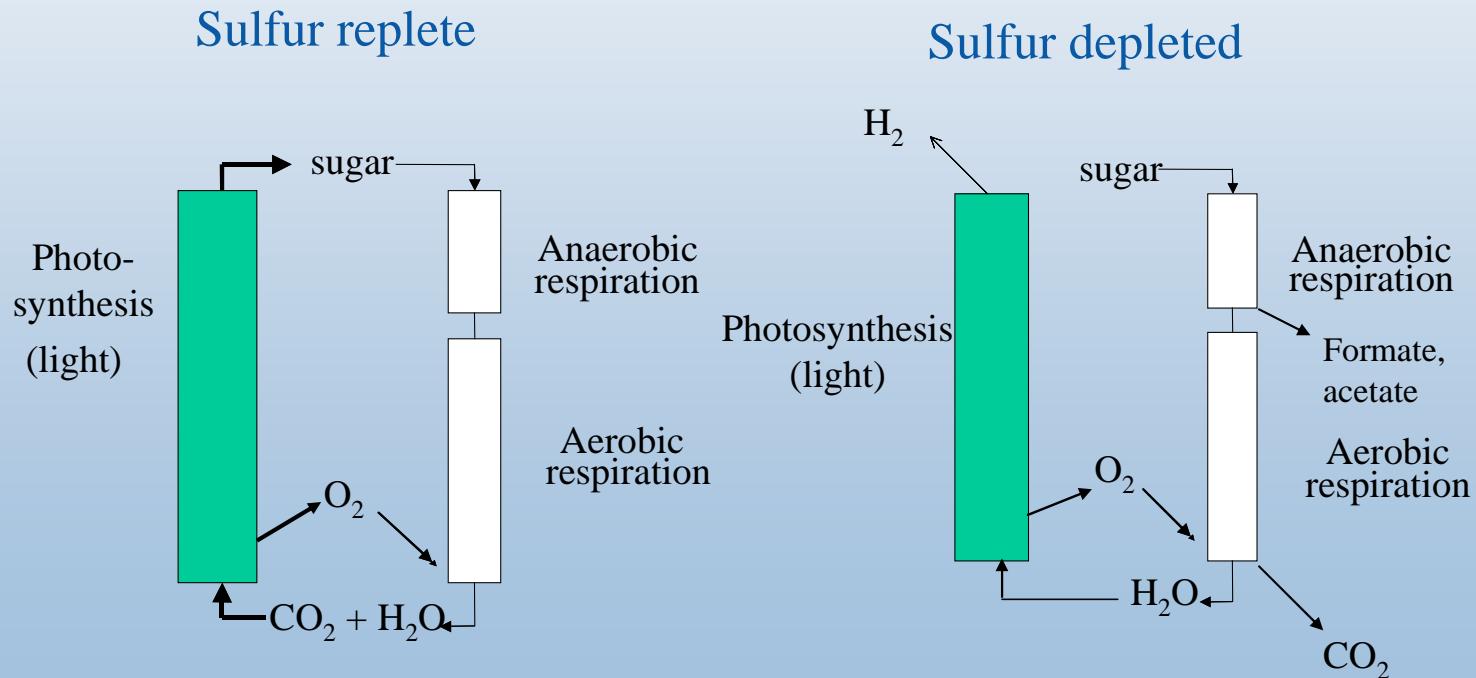 Sulfur replete
sugar
Photo-
synthesis
(light)
Anaerobic
respiration
Aerobic
respiration
O₂
CO₂ + H₂O
Sulfur depleted
H₂
sugar
Photosynthesis
(light)
Anaerobic
respiration
Formate,
acetate
Aerobic
respiration
O₂
H₂O
CO₂